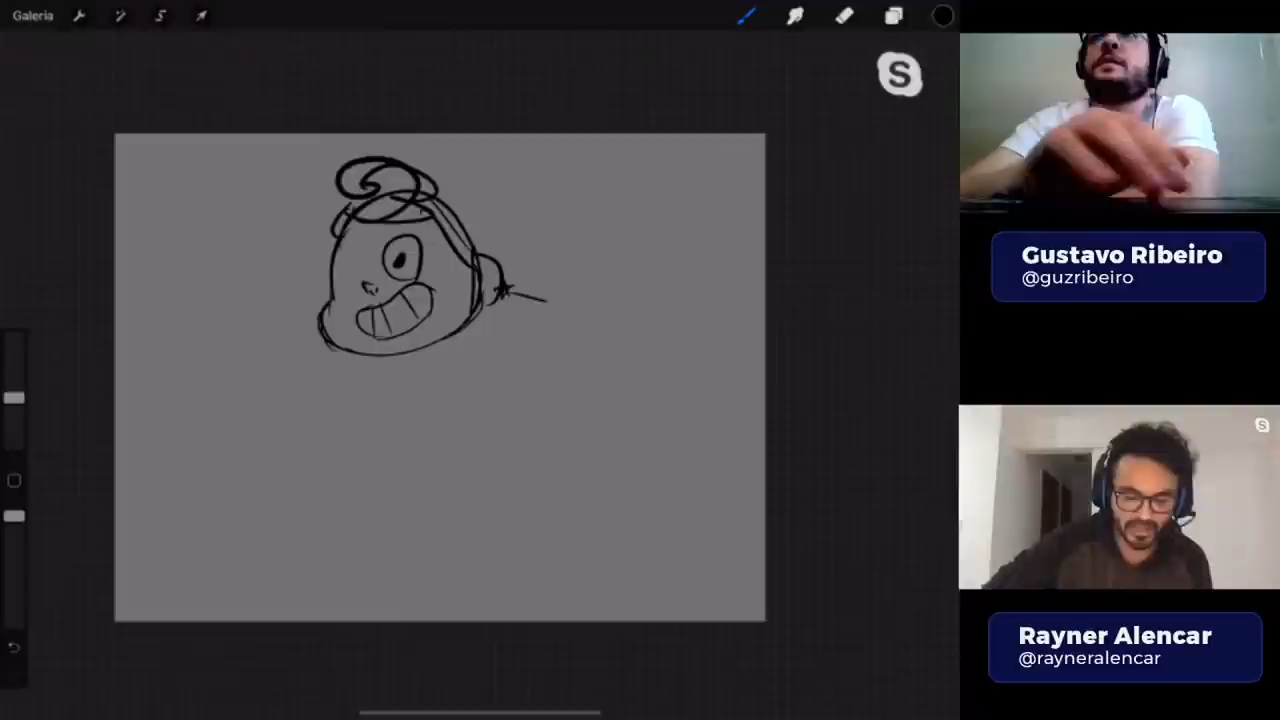 Galeria
S
Gustavo Ribeiro
@guzribeiro
Rayner Alencar
@rayneralencar